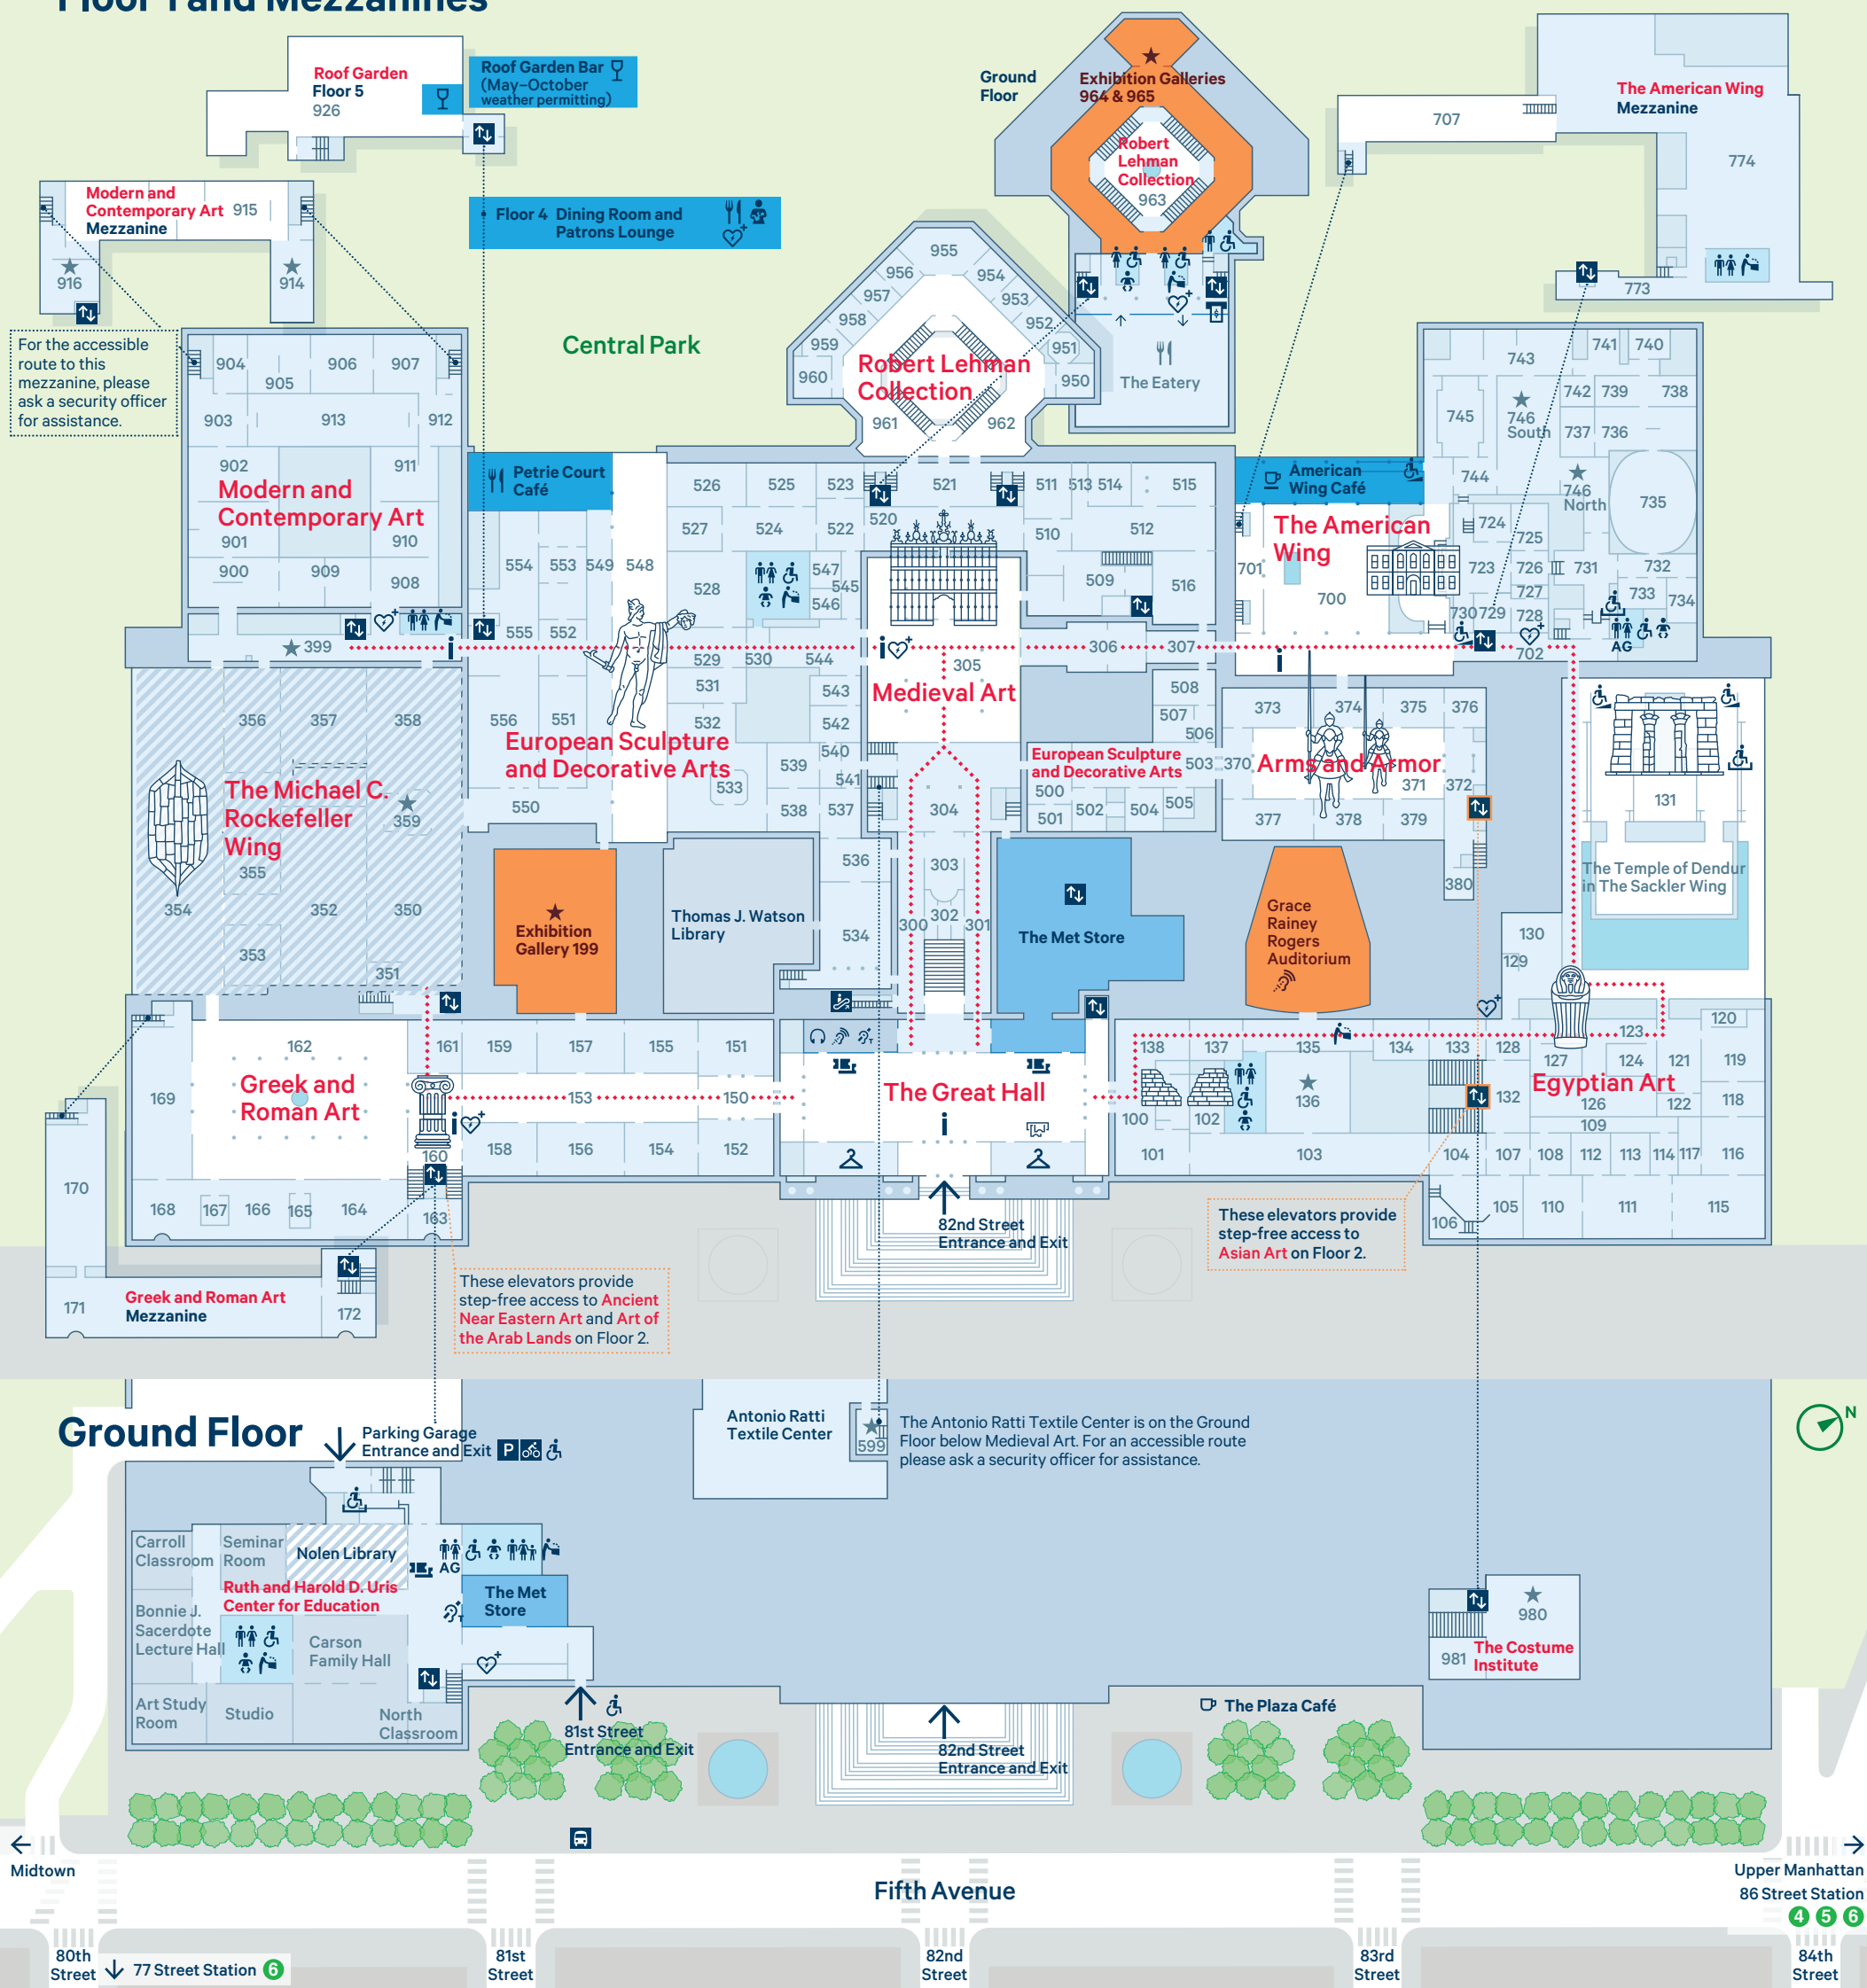 Floor 1 and Mezzanines
Roof Garden
Floor 5
926
Roof Garden Bar
(May–October
weather permitting)
Floor 4 Dining Room and
Patrons Lounge
Modern and
Contemporary Art
Mezzanine
915
916
914
For the accessible
route to this
mezzanine, please
ask a security officer
for assistance.
Central Park
Ground
Floor
Exhibition Galleries
964 & 965
Robert
Lehman
Collection
963
The Eatery
707
The American Wing
Mezzanine
774
773
904
905
906
907
903
913
912
902
911
Modern and
Contemporary Art
901
910
900
909
908
399
955
956
954
957
953
958
952
959
951
960
950
Robert Lehman
Collection
961
962
Petrie Court
Café
526
525
523
521
511
513
514
515
527
524
522
520
510
512
554
553
549
548
528
547
545
546
509
516
555
552
529
530
544
305
306
307
531
543
532
542
Medieval Art
508
507
506
556
551
European Sculpture
and Decorative Arts
540
539
541
533
550
538
537
536
534
European Sculpture
and Decorative Arts
503
500
502
504
505
501
304
303
302
300
301
American
Wing Café
The American
Wing
701
700
743
741
740
742
739
738
745
746
South
737
736
744
746
North
735
724
725
723
726
731
732
727
733
734
730
729
728
702
AG
373
374
375
376
370
Arms and Armor
371
372
377
378
379
380
131
The Temple of Dendur
in The Sackler Wing
130
129
356
357
358
The Michael C.
Rockefeller
Wing
359
355
354
352
350
353
351
Exhibition
Gallery 199
Thomas J. Watson
Library
The Met Store
Grace
Rainey
Rogers
Auditorium
162
161
159
157
155
151
Greek and
Roman Art
169
153
150
160
158
156
154
152
168
167
166
165
164
163
170
171
Greek and Roman Art
Mezzanine
172
The Great Hall
138
137
135
134
133
128
123
120
127
124
121
119
Egyptian Art
136
132
126
122
118
100
102
109
101
103
104
107
108
112
113
114
117
116
106
105
110
111
115
82nd Street
Entrance and Exit
These elevators provide
step-free access to Ancient
Near Eastern Art and Art of
the Arab Lands on Floor 2.
These elevators provide
step-free access to
Asian Art on Floor 2.
Ground Floor
Parking Garage
Entrance and Exit
P
Antonio Ratti
Textile Center
599
The Antonio Ratti Textile Center is on the Ground
Floor below Medieval Art. For an accessible route
please ask a security officer for assistance.
N
Carroll
Classroom
Seminar
Room
Nolen Library
AG
Ruth and Harold D. Uris
Center for Education
The Met
Store
Bonnie J.
Sacerdote
Lecture Hall
Carson
Family Hall
Art Study
Room
Studio
North
Classroom
980
981
The Costume
Institute
81st Street
Entrance and Exit
82nd Street
Entrance and Exit
The Plaza Café
Midtown
Fifth Avenue
Upper Manhattan
86 Street Station
4 5 6
80th
Street
77 Street Station 6
81st
Street
82nd
Street
83rd
Street
84th
Street